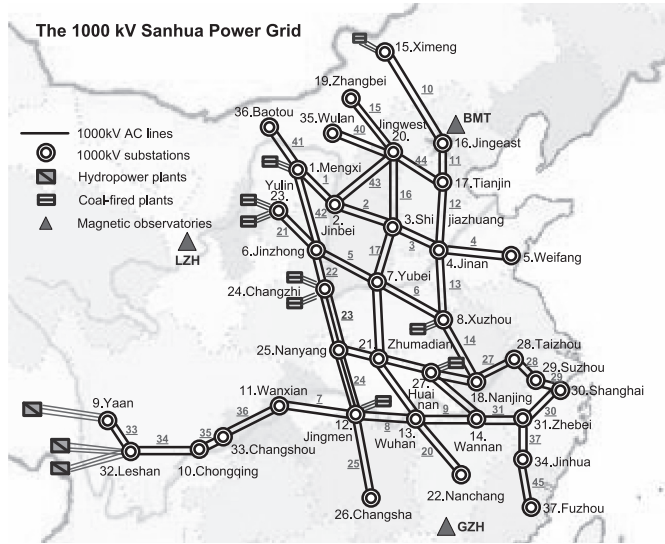 The 1000 kV Sanhua Power Grid
15.Ximeng
10
19.Zhangbei
15
36.Baotou
35.Wulan
40
Jingwest
20.
BMT
16.Jingeast
1000kV AC lines
1000kV substations
Hydropower plants
Coal-fired plants
Magnetic observatories
41
44
11
1.Mengxi
1
43
17.Tianjin
Yulin
23.
42
2
16
12
2.
Jinbei
3.Shi
jiazhuang
21
LZH
6.Jinzhong
5
17
3
4
4.Jinan
5.Weifang
22
7.Yubei
13
24.Changzhi
6
8.Xuzhou
23
14
25.Nanyang
21.
Zhumadian
28.Taizhou
27
28
29.Suzhou
29
24
27.
Huai
nan
18.Nanjing
30.Shanghai
9.Yaan
11.Wanxian
7
36
12.
Jingmen
8
13.
Wuhan
9
31
14.
Wannan
30
31.Zhebei
33
34
35
33.Changshou
32.Leshan
10.Chongqing
37
20
34.Jinhua
25
22.Nanchang
45
26.Changsha
37.Fuzhou
GZH